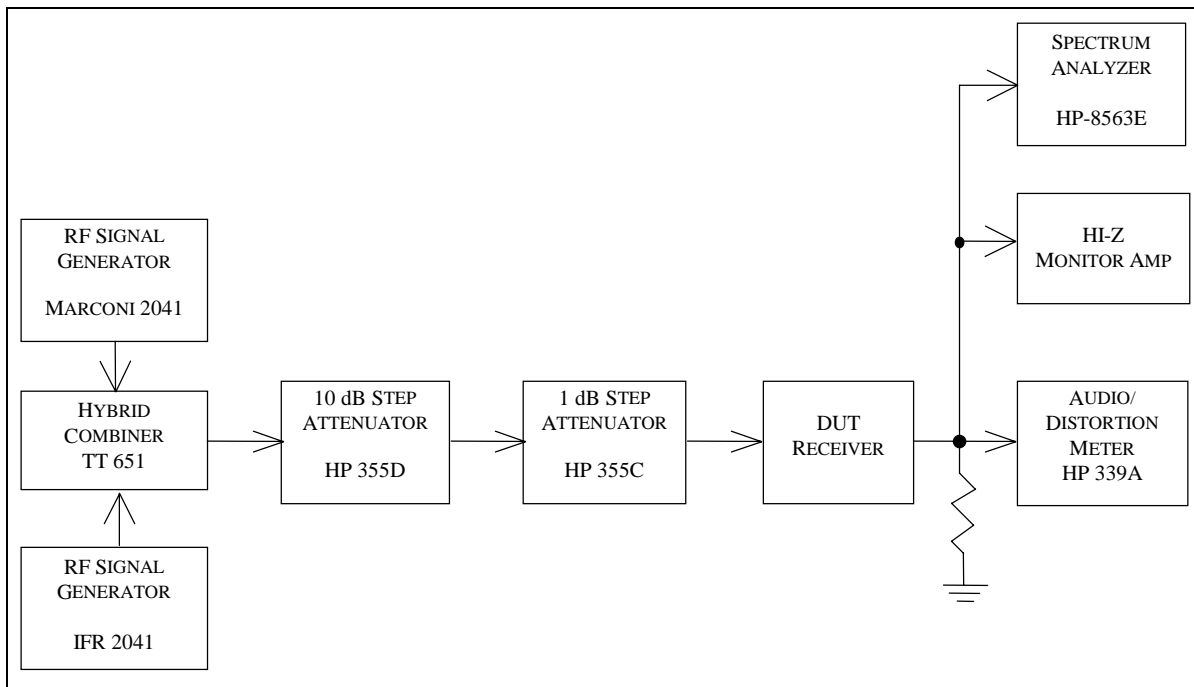 SPECTRUM
ANALYZER
HP-8563E
RF SIGNAL
GENERATOR
MARCONI 2041
HI-Z
MONITOR AMP
HYBRID
COMBINER
TT 651
10 dB STEP
ATTENUATOR
HP 355D
1 dB STEP
ATTENUATOR
HP 355C
DUT
RECEIVER
AUDIO/
DISTORTION
METER
HP 339A
RF SIGNAL
GENERATOR
IFR 2041